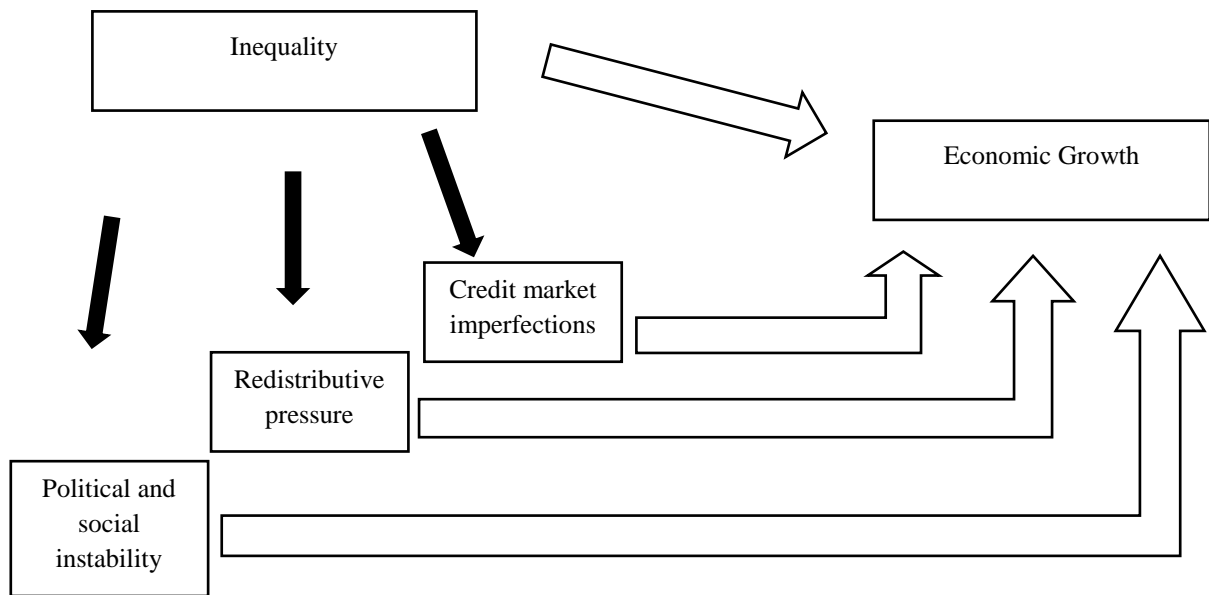 Inequality
Economic Growth
Credit market
imperfections
Redistributive
pressure
Political and
social
instability